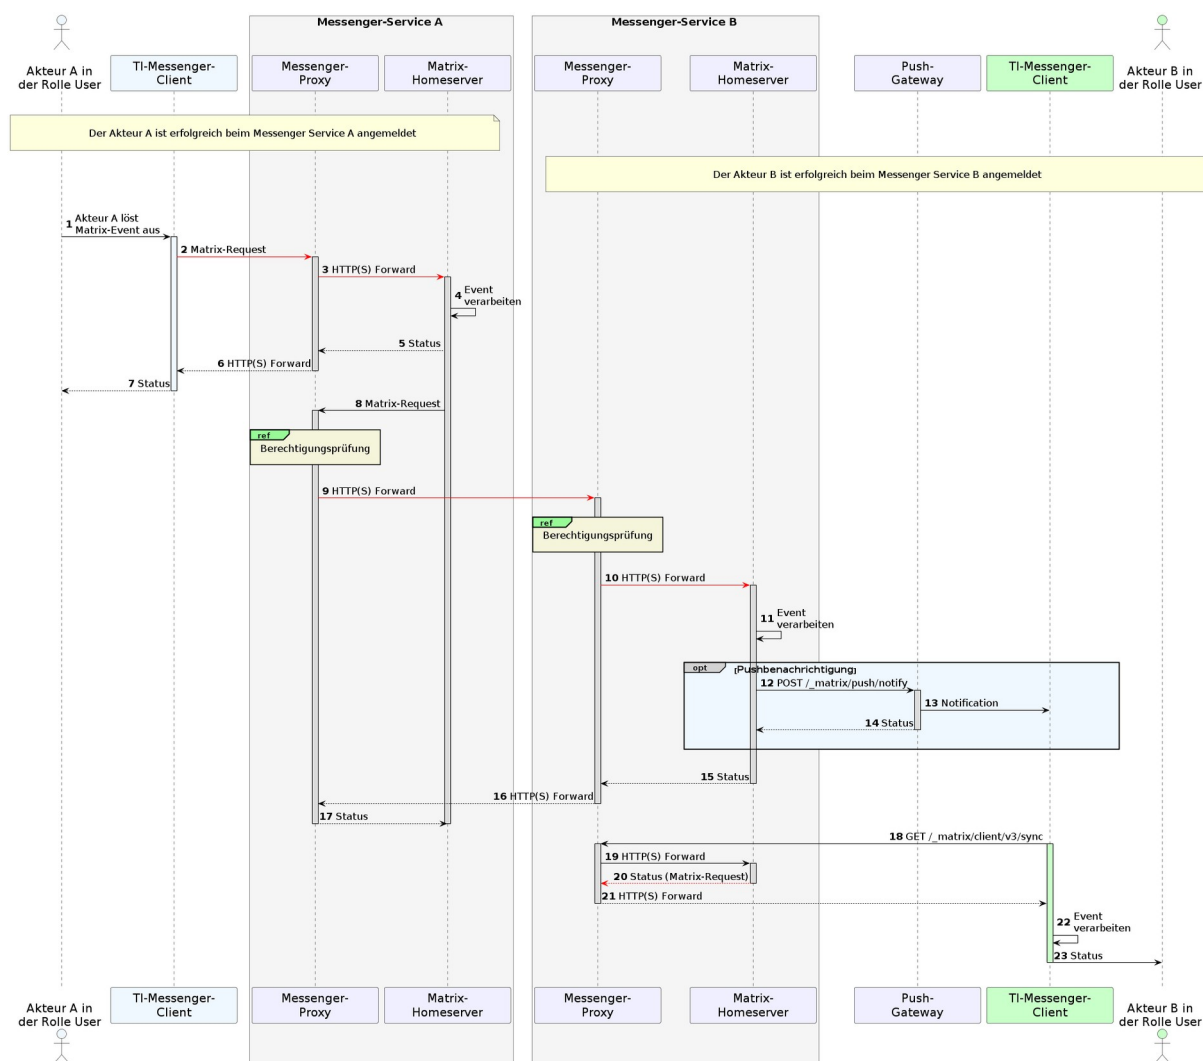 Messenger-Service A
Messenger-Service B
Akteur A in
der Rolle User
TI-Messenger-
Client
Messenger-
Proxy
Matrix-
Homeserver
Messenger-
Proxy
Matrix-
Homeserver
Push-
Gateway
TI-Messenger-
Client
Akteur B in
der Rolle User
Der Akteur A ist erfolgreich beim Messenger Service A angemeldet
Der Akteur B ist erfolgreich beim Messenger Service B angemeldet
1 Akteur A löst
Matrix-Event aus
2 Matrix-Request
3 HTTP(S) Forward
4 Event
verarbeiten
5 Status
6 HTTP(S) Forward
7 Status
8 Matrix-Request
ref
Berechtigungsprüfung
9 HTTP(S) Forward
ref
Berechtigungsprüfung
10 HTTP(S) Forward
11 Event
verarbeiten
opt [Pushbenachrichtigung]
12 POST /_matrix/push/notify
13 Notification
14 Status
15 Status
16 HTTP(S) Forward
17 Status
18 GET /_matrix/client/v3/sync
19 HTTP(S) Forward
20 Status (Matrix-Request)
21 HTTP(S) Forward
22 Event
verarbeiten
23 Status
Akteur A in
der Rolle User
TI-Messenger-
Client
Messenger-
Proxy
Matrix-
Homeserver
Messenger-
Proxy
Matrix-
Homeserver
Push-
Gateway
TI-Messenger-
Client
Akteur B in
der Rolle User